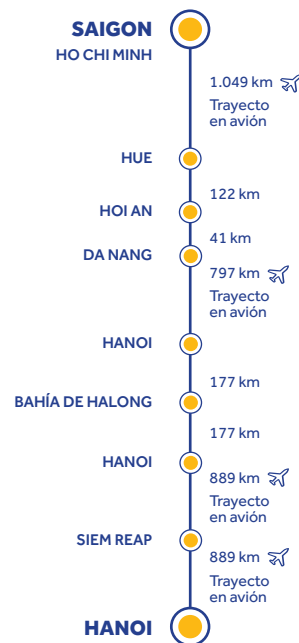 SAIGON
HO CHI MINH
1.049 km
Trayecto
en avión
HUE
122 km
HOI AN
41 km
DA NANG
797 km
Trayecto
en avión
HANOI
177 km
BAHÍA DE HALONG
177 km
HANOI
889 km
Trayecto
en avión
SIEM REAP
889 km
Trayecto
en avión
HANOI